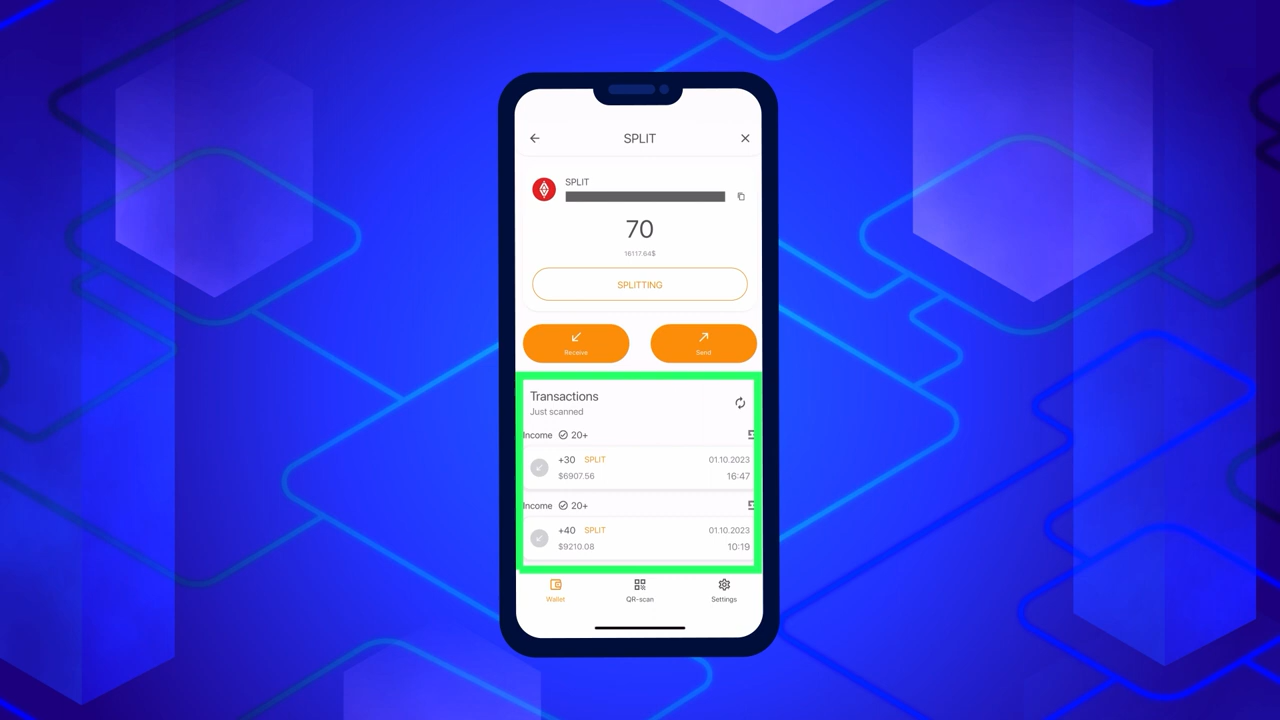 SPLIT
SPLIT
70
16117.64$
SPLITTING
Receive
Send
Transactions
Just scanned
Income 20+
+30 SPLIT 01.10.2023
$6907.56 16:47
Income 20+
+40 SPLIT 01.10.2023
$9210.08 10:19
Wallet
QR-scan
Settings